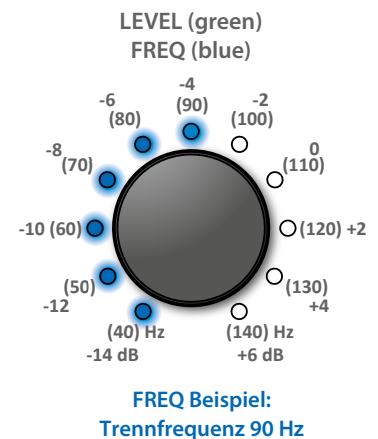 LEVEL (green)
FREQ (blue)
-4
(90)
-6
(80)
-2
(100)
-8
(70)
0
(110)
-10 (60)
(120) +2
(50)
-12
(130)
+4
(40) Hz
-14 dB
(140) Hz
+6 dB
FREQ Beispiel:
Trennfrequenz 90 Hz